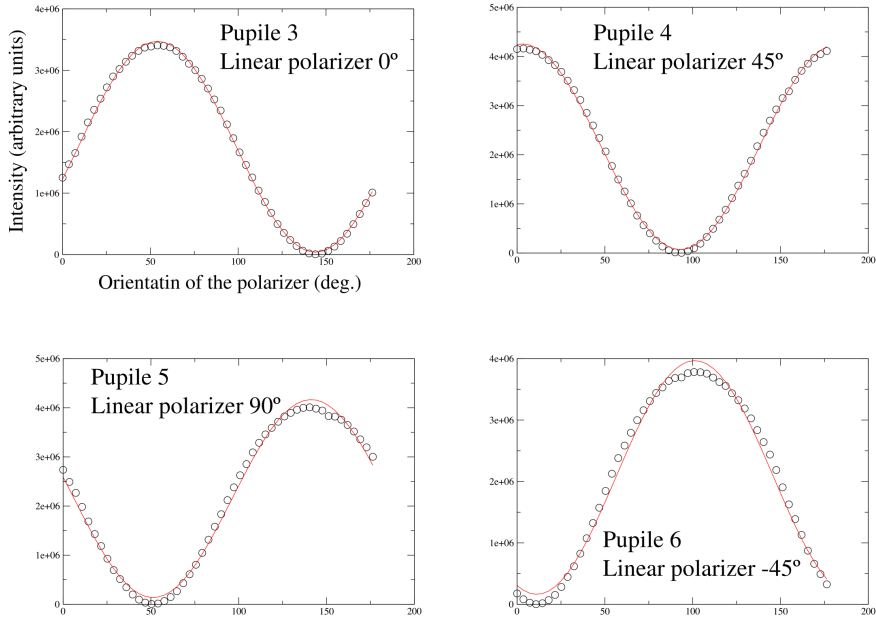 Pupile 3
Linear polarizer 0º
4e+06
3e+06
2e+06
1e+06
0
0 50 100 150 200
Intensity (arbitrary units)
Orientatin of the polarizer (deg.)
Pupile 4
Linear polarizer 45º
5e+06
4e+06
3e+06
2e+06
1e+06
0
0 50 100 150 200
Pupile 5
Linear polarizer 90º
5e+06
4e+06
3e+06
2e+06
1e+06
0
0 50 100 150 200
4e+06
3e+06
2e+06
1e+06
0
Pupile 6
Linear polarizer -45º
0 50 100 150 200